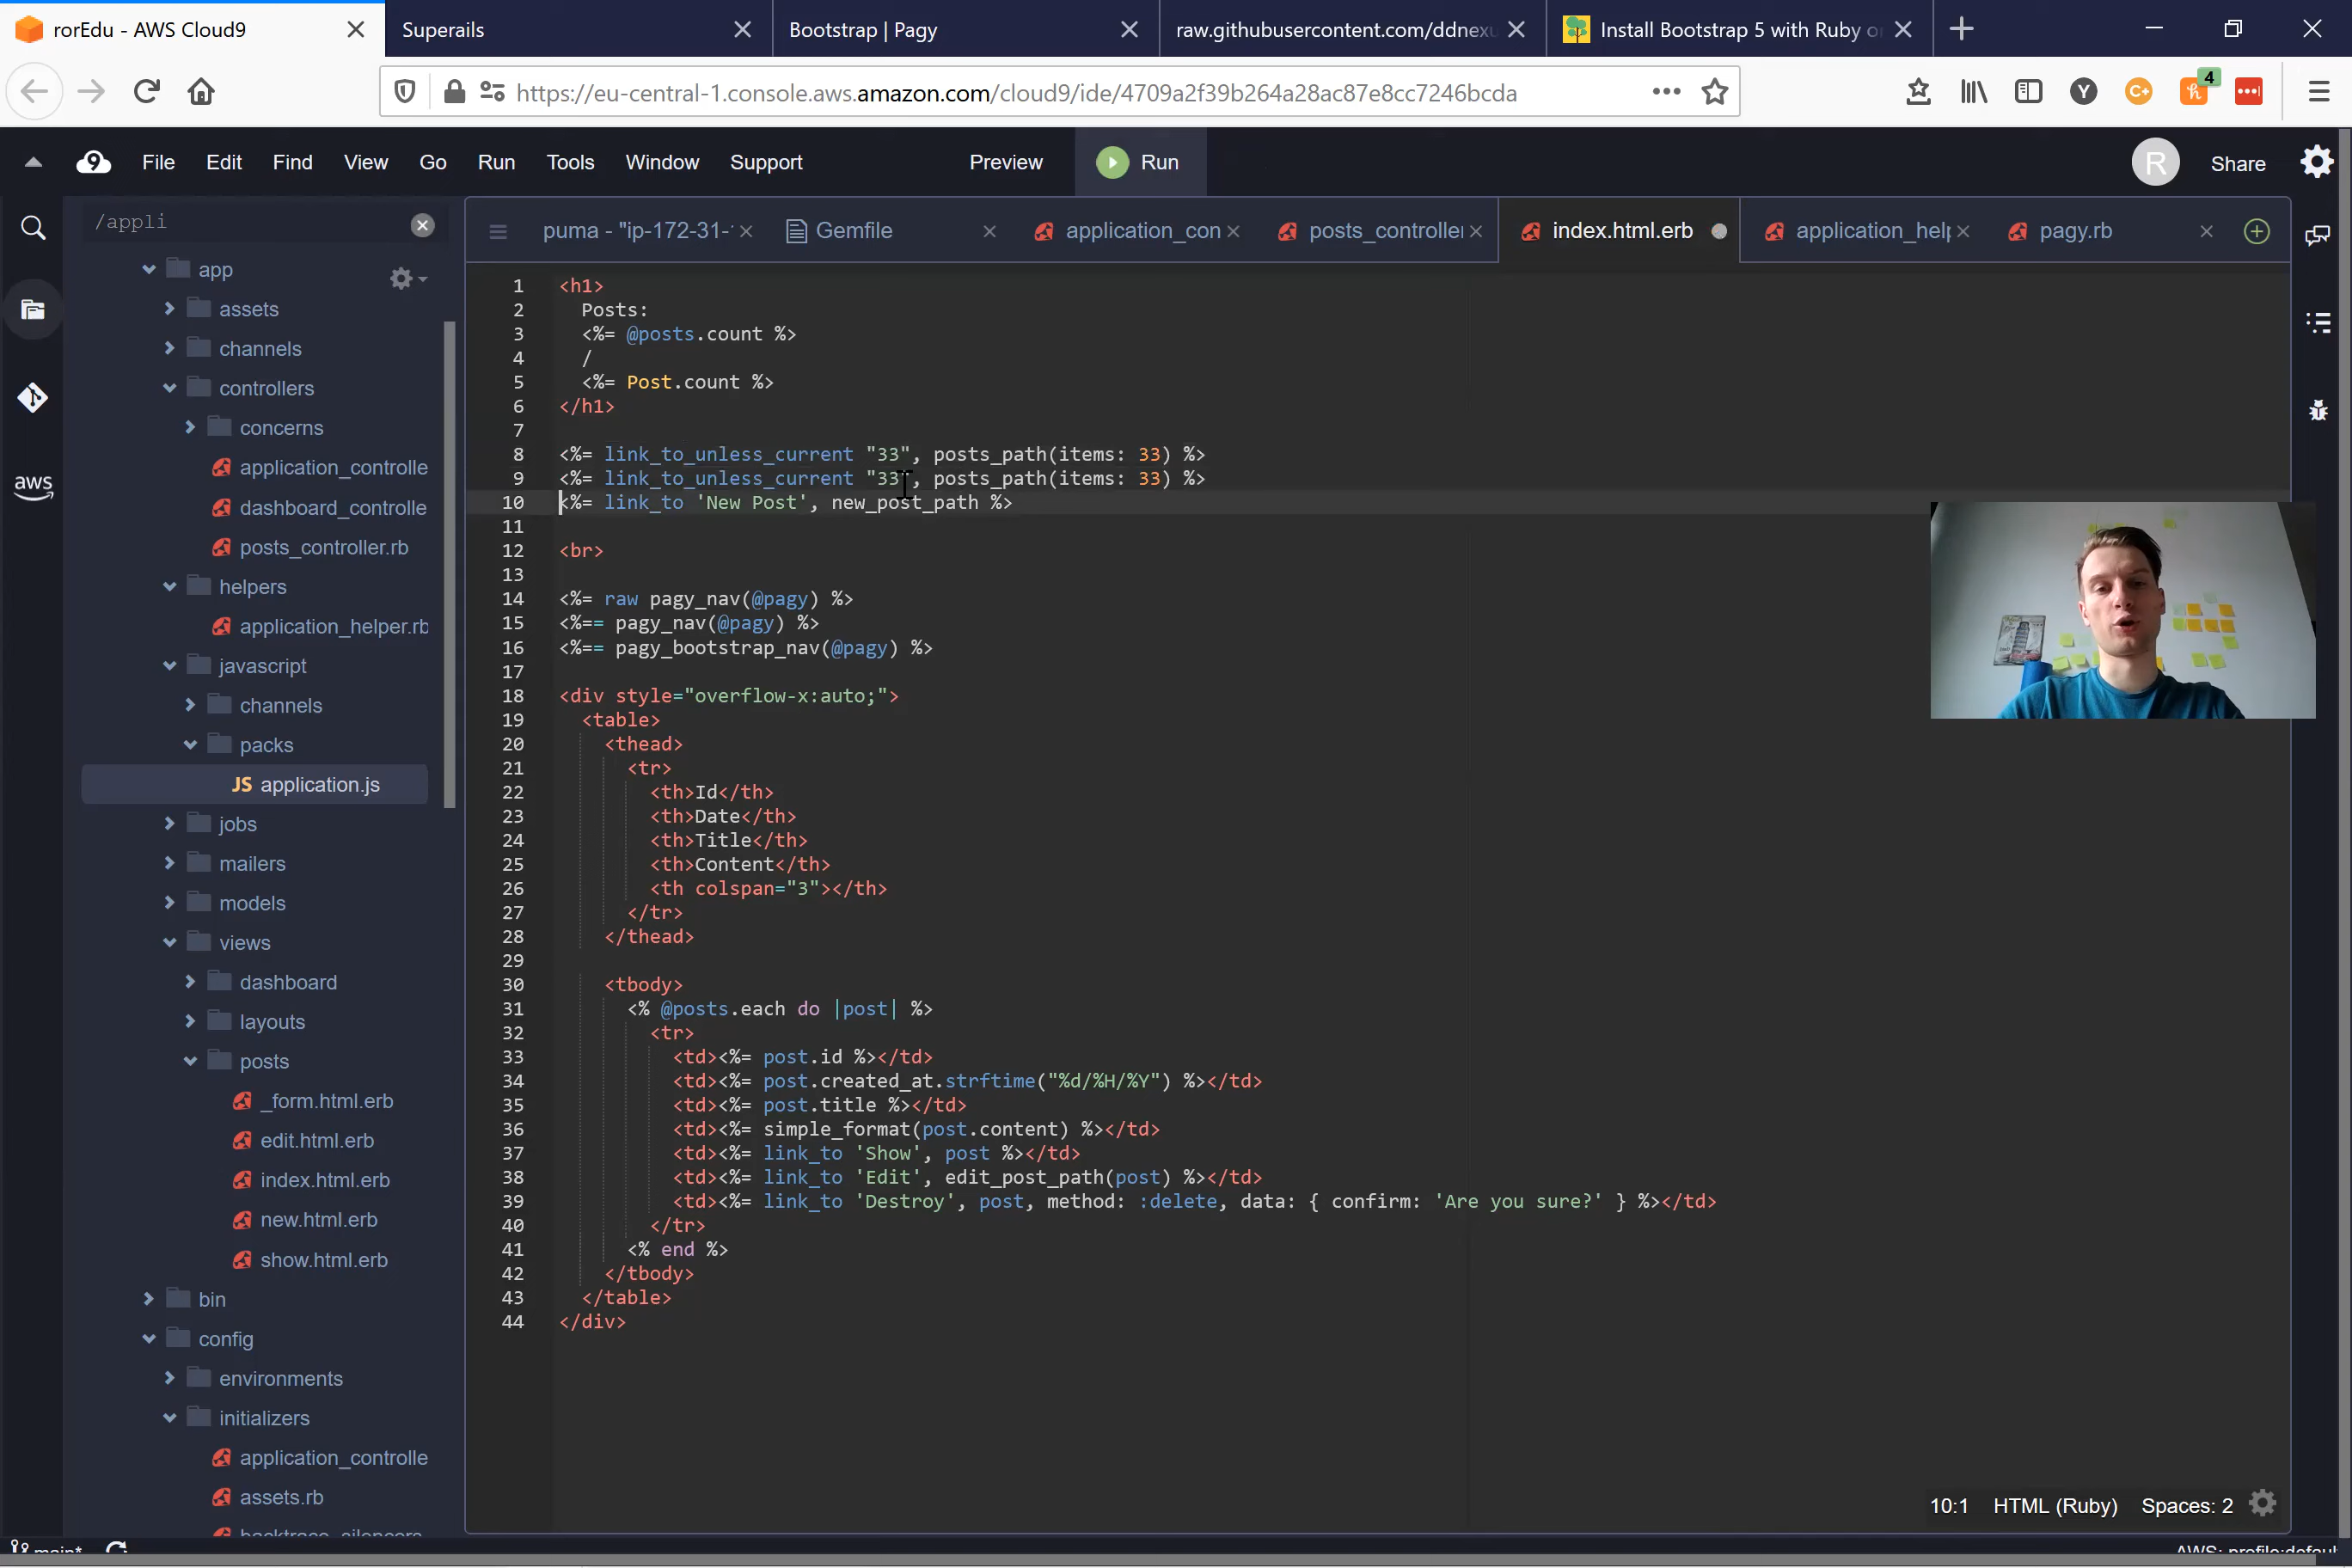 rorEdu - AWS Cloud9
Superails
Bootstrap | Pagy
raw.githubusercontent.com/ddnexu
Install Bootstrap 5 with Ruby o
https://eu-central-1.console.aws.amazon.com/cloud9/ide/4709a2f39b264a28ac87e8cc7246bcda
Y
C+
h
4
9
File
Edit
Find
View
Go
Run
Tools
Window
Support
Preview
Run
R
Share
/appli
puma - "ip-172-31-
Gemfile
application_con
posts_controller
index.html.erb
application_help
pagy.rb
aws
app
assets
channels
controllers
concerns
application_controlle
dashboard_controlle
posts_controller.rb
helpers
application_helper.rb
javascript
channels
packs
JS application.js
jobs
mailers
models
views
dashboard
layouts
posts
_form.html.erb
edit.html.erb
index.html.erb
new.html.erb
show.html.erb
bin
config
environments
initializers
application_controlle
assets.rb
backtrace_silencers
1 <h1>
2 Posts:
3 <%= @posts.count %>
4 /
5 <%= Post.count %>
6 </h1>
7
8 <%= link_to_unless_current "33", posts_path(items: 33) %>
9 <%= link_to_unless_current "33", posts_path(items: 33) %>
10 <%= link_to 'New Post', new_post_path %>
11
12 <br>
13
14 <%= raw pagy_nav(@pagy) %>
15 <%== pagy_nav(@pagy) %>
16 <%== pagy_bootstrap_nav(@pagy) %>
17
18 <div style="overflow-x:auto;">
19 <table>
20 <thead>
21 <tr>
22 <th>Id</th>
23 <th>Date</th>
24 <th>Title</th>
25 <th>Content</th>
26 <th colspan="3"></th>
27 </tr>
28 </thead>
29
30 <tbody>
31 <% @posts.each do |post| %>
32 <tr>
33 <td><%= post.id %></td>
34 <td><%= post.created_at.strftime("%d/%H/%Y") %></td>
35 <td><%= post.title %></td>
36 <td><%= simple_format(post.content) %></td>
37 <td><%= link_to 'Show', post %></td>
38 <td><%= link_to 'Edit', edit_post_path(post) %></td>
39 <td><%= link_to 'Destroy', post, method: :delete, data: { confirm: 'Are you sure?' } %></td>
40 </tr>
41 <% end %>
42 </tbody>
43 </table>
44 </div>
10:1 HTML (Ruby) Spaces: 2
main*
AWS: profile:defaul